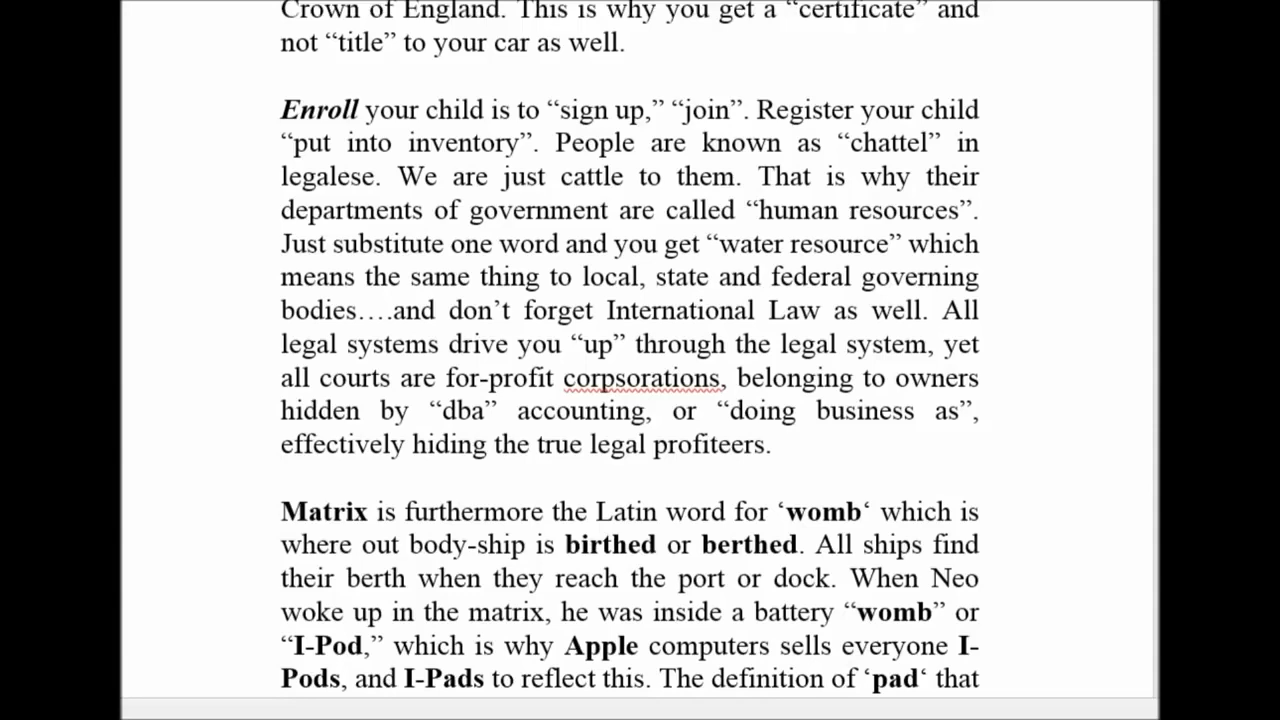 Crown of England. This is why you get a “certificate” and
not “title” to your car as well.
Enroll your child is to “sign up,” “join”. Register your child
“put into inventory”. People are known as “chattel” in
legalese. We are just cattle to them. That is why their
departments of government are called “human resources”.
Just substitute one word and you get “water resource” which
means the same thing to local, state and federal governing
bodies….and don’t forget International Law as well. All
legal systems drive you “up” through the legal system, yet
all courts are for-profit corpsorations, belonging to owners
hidden by “dba” accounting, or “doing business as”,
effectively hiding the true legal profiteers.
Matrix is furthermore the Latin word for ‘womb‘ which is
where out body-ship is birthed or berthed. All ships find
their berth when they reach the port or dock. When Neo
woke up in the matrix, he was inside a battery “womb” or
“I-Pod,” which is why Apple computers sells everyone I-
Pods, and I-Pads to reflect this. The definition of ‘pad‘ that